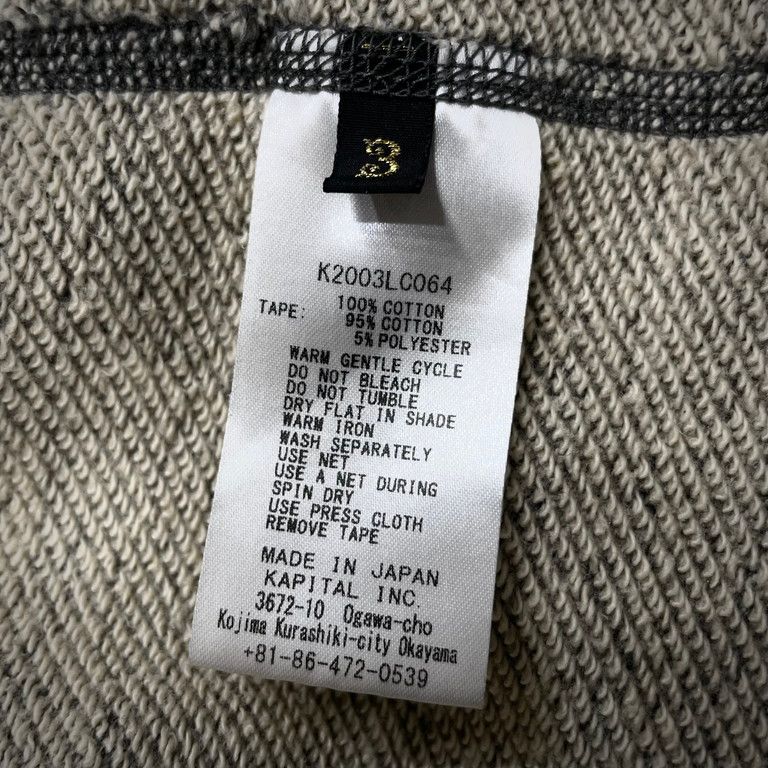 3
K2003LC064
100% COTTON
TAPE: 95% COTTON
5% POLYESTER
WARM GENTLE CYCLE
DO NOT BLEACH
DO NOT TUMBLE
DRY FLAT IN SHADE
WARM IRON
WASH SEPARATELY
USE NET
USE A NET DURING
SPIN DRY
USE PRESS CLOTH
REMOVE TAPE
MADE IN JAPAN
KAPITAL INC.
3672-10 Ogawa-cho
Kojima Kurashiki-city Okayama
+81-86-472-0539